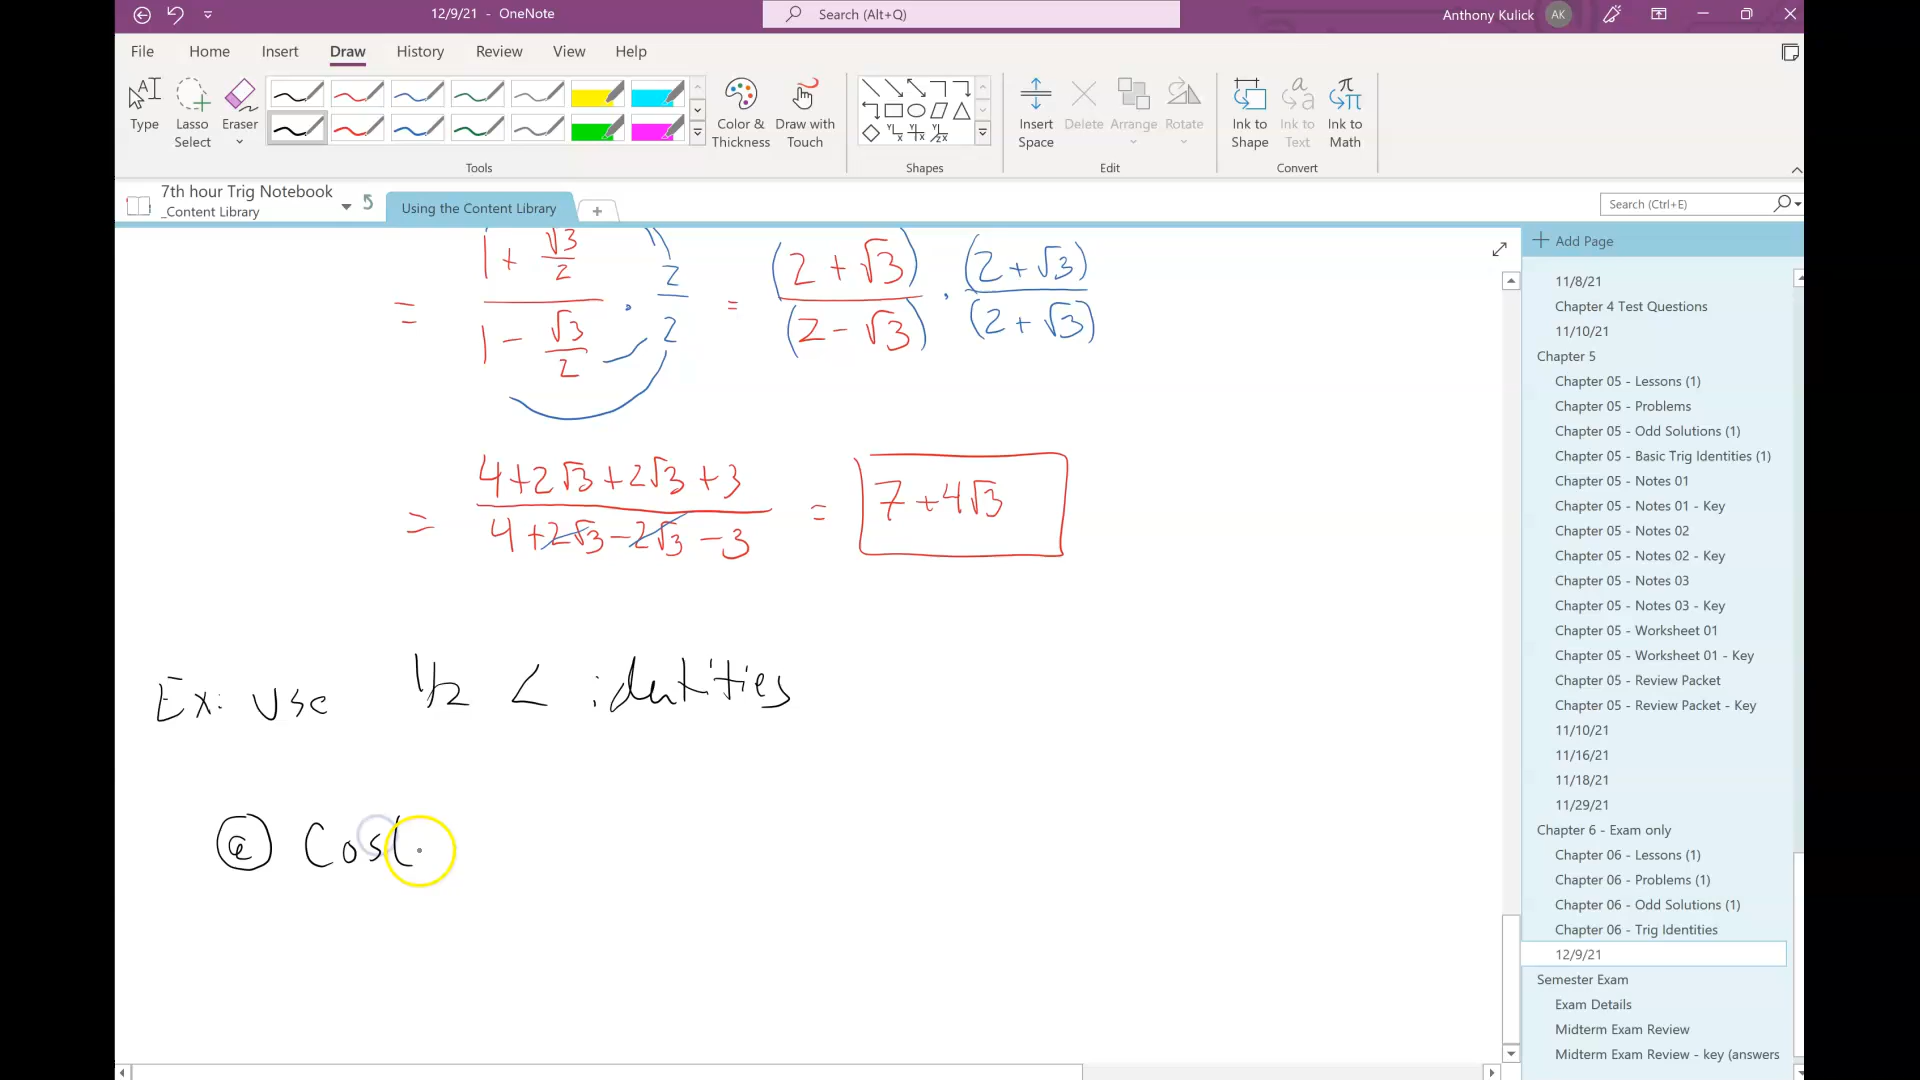 12/9/21 - OneNote
Search (Alt+Q)
Anthony Kulick
AK
File Home Insert Draw History Review View Help
Type
Lasso Select
Eraser
Color & Thickness
Draw with Touch
Insert Space
Delete
Arrange
Rotate
Ink to Shape
Ink to Text
Ink to Math
Tools
Shapes
Edit
Convert
7th hour Trig Notebook
_Content Library
Using the Content Library
Search (Ctrl+E)
= (1 + √3/2)/(1 - √3/2) · 2/2 = (2 + √3)/(2 - √3) · (2 + √3)/(2 + √3)
= (4+2√3+2√3+3)/(4+2√3-2√3-3) = 7+4√3
Ex: Use 1/2 < identities
ⓐ Cos(
Add Page
11/8/21
Chapter 4 Test Questions
11/10/21
Chapter 5
Chapter 05 - Lessons (1)
Chapter 05 - Problems
Chapter 05 - Odd Solutions (1)
Chapter 05 - Basic Trig Identities (1)
Chapter 05 - Notes 01
Chapter 05 - Notes 01 - Key
Chapter 05 - Notes 02
Chapter 05 - Notes 02 - Key
Chapter 05 - Notes 03
Chapter 05 - Notes 03 - Key
Chapter 05 - Worksheet 01
Chapter 05 - Worksheet 01 - Key
Chapter 05 - Review Packet
Chapter 05 - Review Packet - Key
11/10/21
11/16/21
11/18/21
11/29/21
Chapter 6 - Exam only
Chapter 06 - Lessons (1)
Chapter 06 - Problems (1)
Chapter 06 - Odd Solutions (1)
Chapter 06 - Trig Identities
12/9/21
Semester Exam
Exam Details
Midterm Exam Review
Midterm Exam Review - key (answers